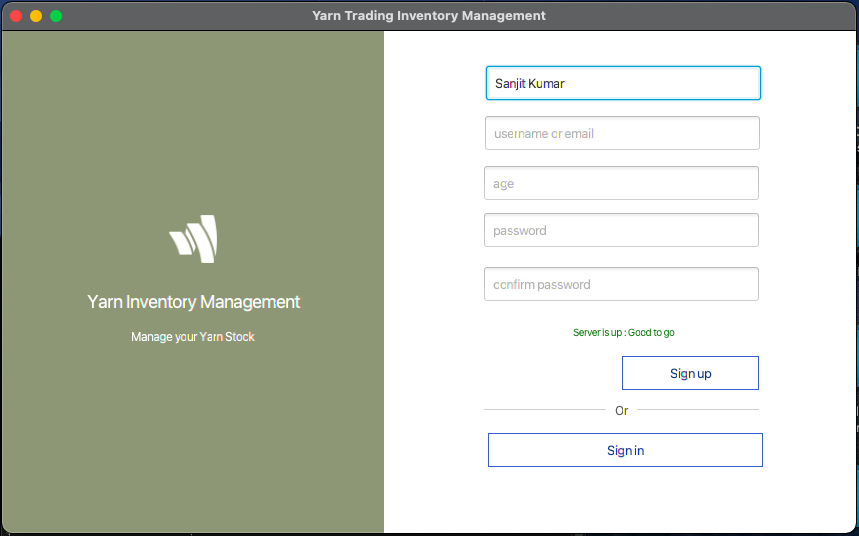 Yarn Trading Inventory Management
Yarn Inventory Management
Manage your Yarn Stock
Sanjit Kumar
username or email
age
password
confirm password
Server is up : Good to go
Sign up
Or
Sign in